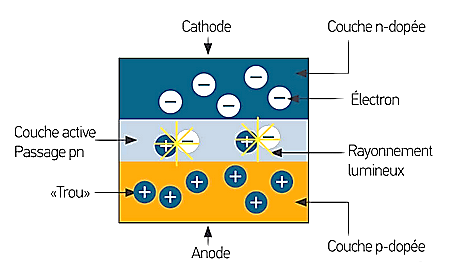 Cathode
Couche n-dopée
Électron
Couche active
Passage pn
Rayonnement
lumineux
«Trou»
Couche p-dopée
Anode